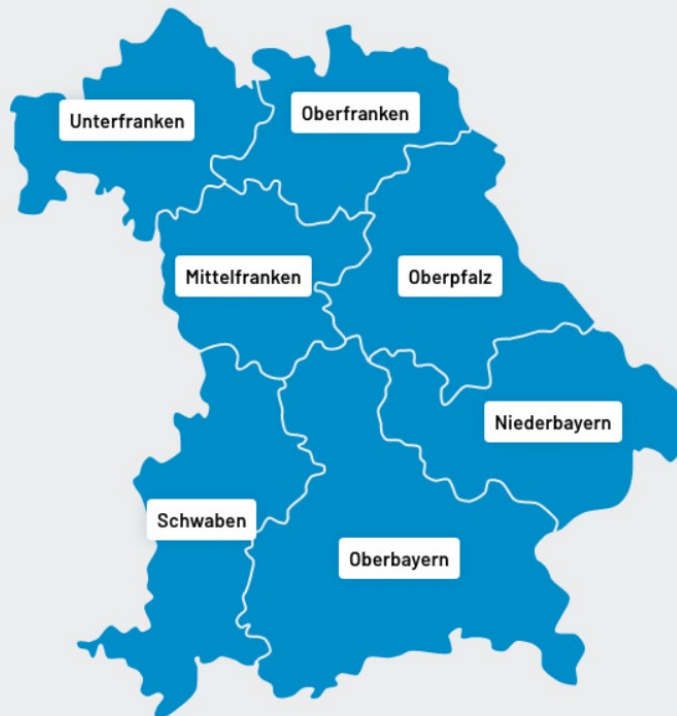 Unterfranken
Oberfranken
Mittelfranken
Oberpfalz
Niederbayern
Schwaben
Oberbayern